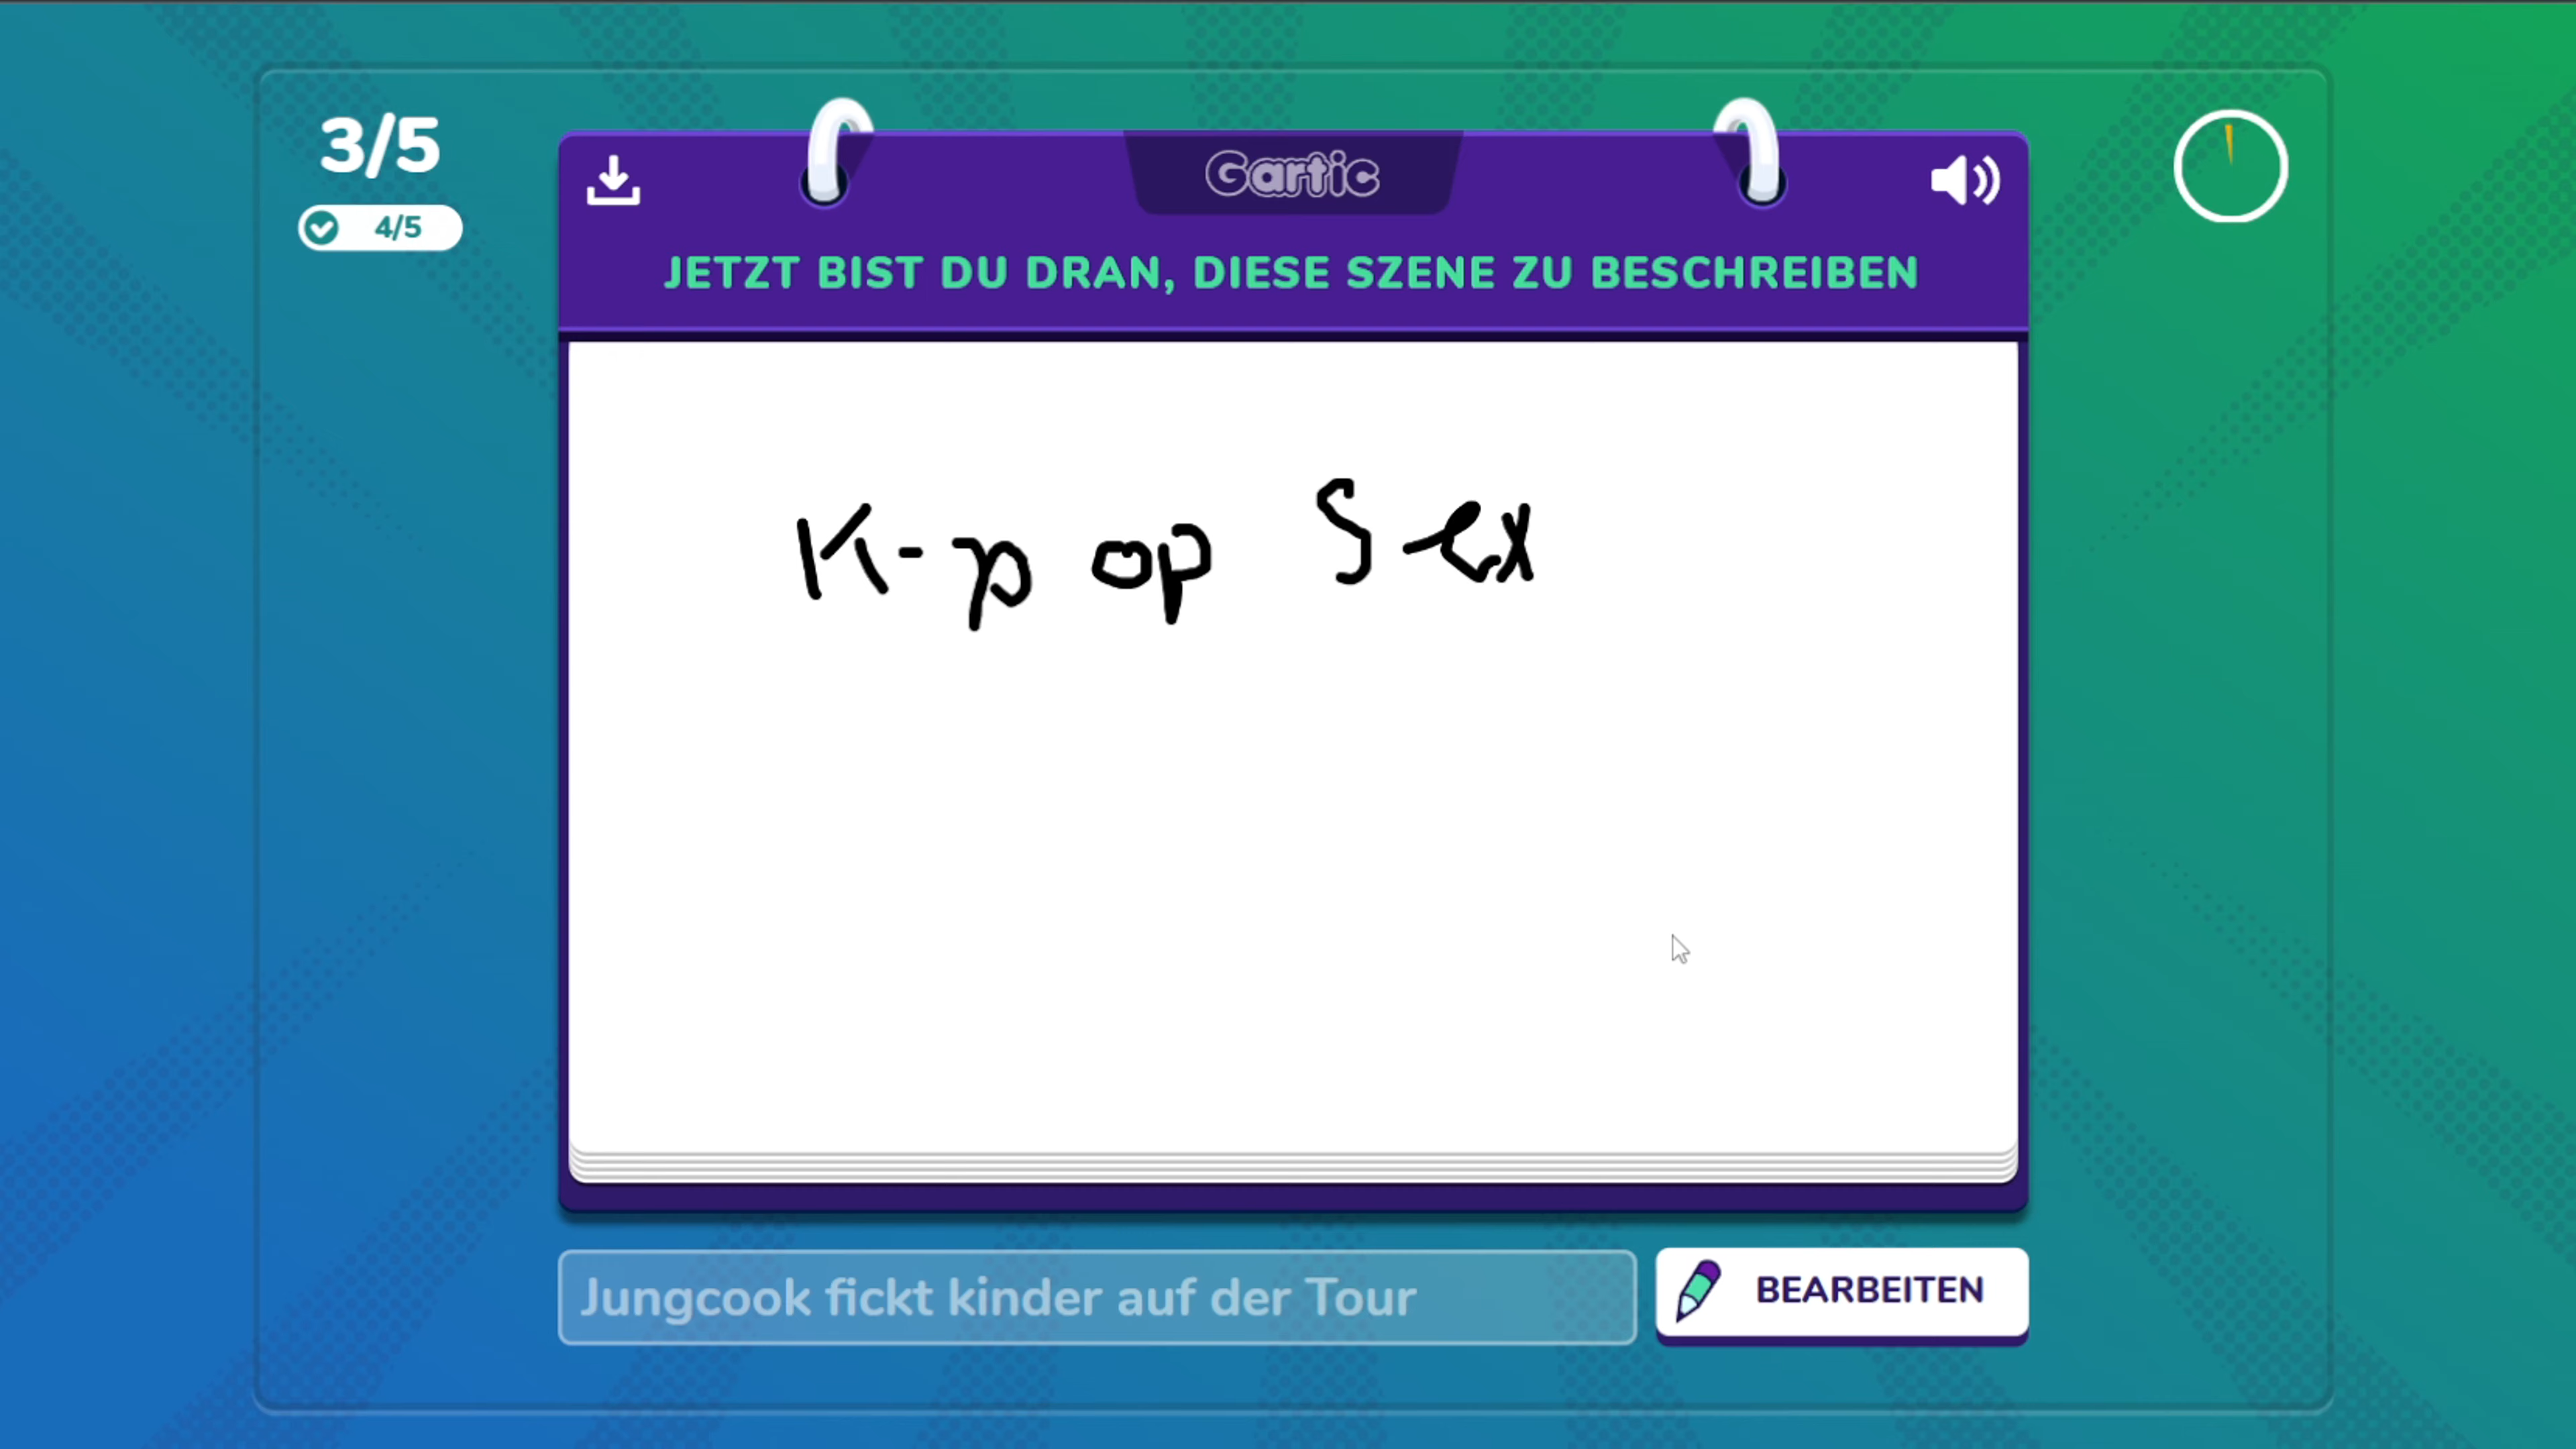 3/5
4/5
Gartic
JETZT BIST DU DRAN, DIESE SZENE ZU BESCHREIBEN
K-pop Sex
Jungcook fickt kinder auf der Tour
BEARBEITEN